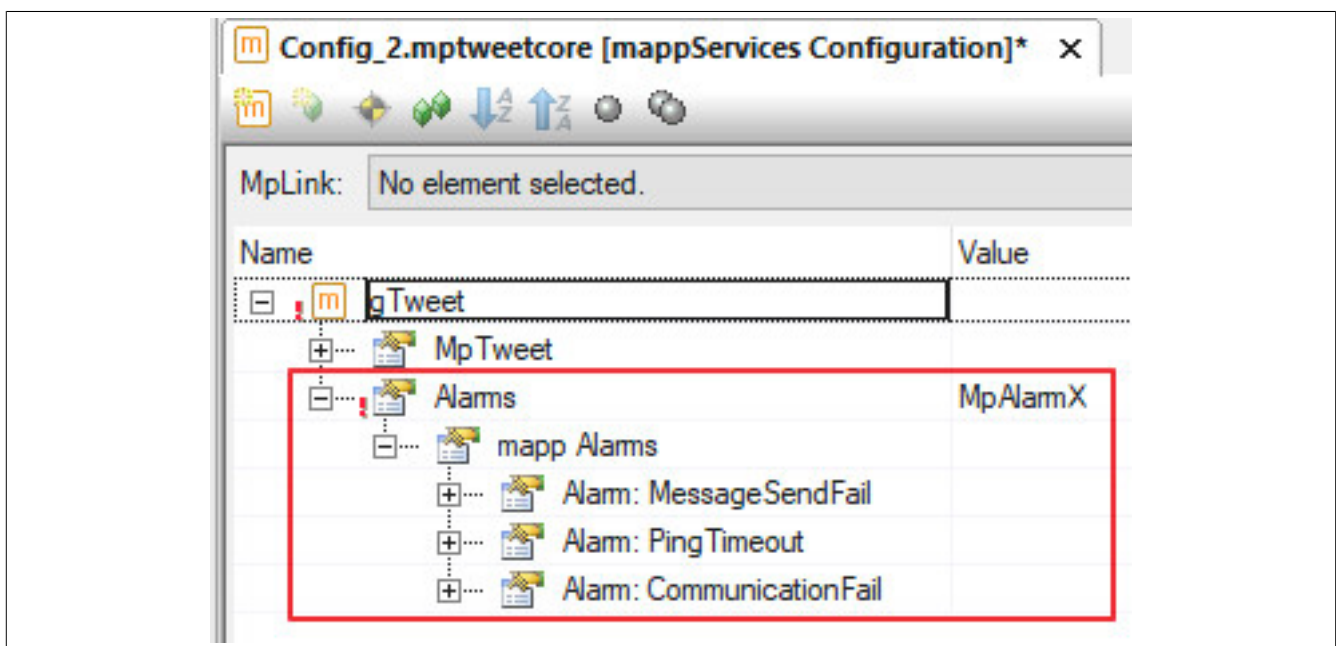 m Config_2.mptweetcore [mappServices Configuration]* ×
MpLink: No element selected.
Name Value
m gTweet
MpTweet
Alarms MpAlarmX
mapp Alarms
Alarm: MessageSendFail
Alarm: PingTimeout
Alarm: CommunicationFail